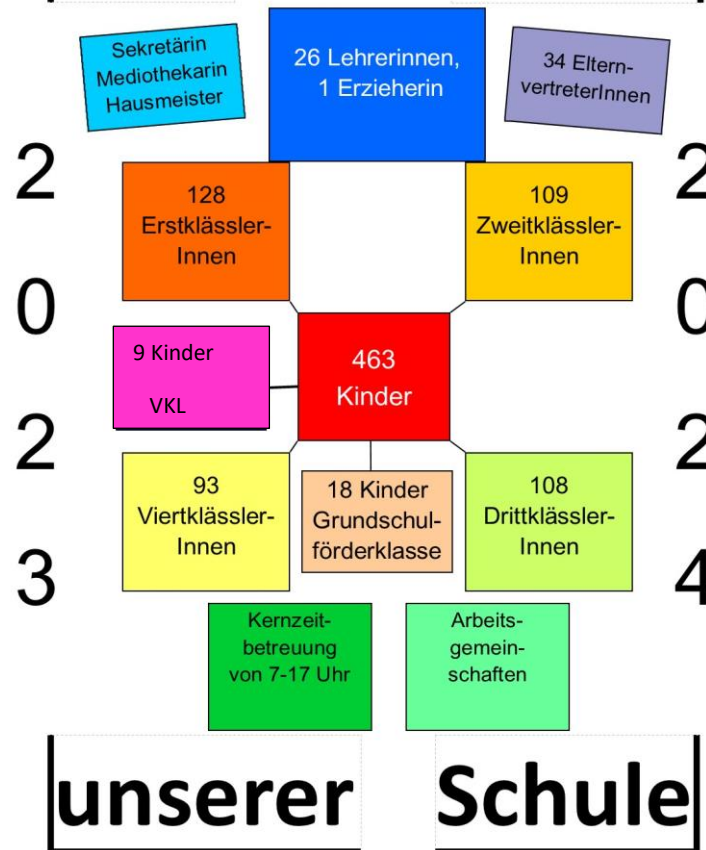 Sekretärin
Mediothekarin
Hausmeister
26 Lehrerinnen,
1 Erzieherin
34 Eltern-
vertreterInnen
2
2
128
Erstklässler-
Innen
109
Zweitklässler-
Innen
0
0
9 Kinder
VKL
463
Kinder
2
2
93
Viertklässler-
Innen
18 Kinder
Grundschul-
förderklasse
108
Drittklässler-
Innen
3
4
Kernzeit-
betreuung
von 7-17 Uhr
Arbeits-
gemein-
schaften
unserer
Schule